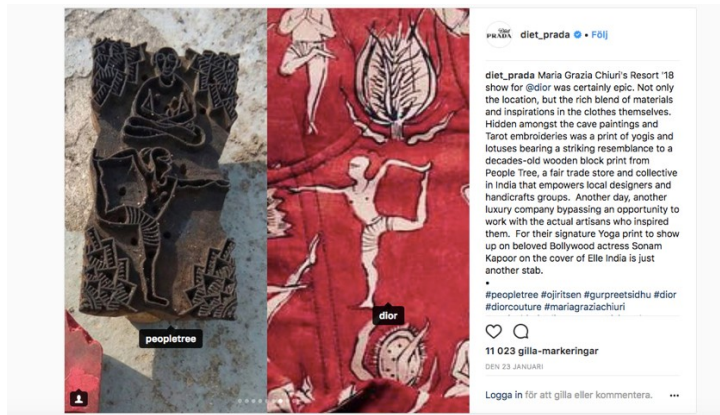 Diet
PRADA
diet_prada • Följ
diet_prada Maria Grazia Chiuri's Resort '18
show for @dior was certainly epic. Not only
the location, but the rich blend of materials
and inspirations in the clothes themselves.
Hidden amongst the cave paintings and
Tarot embroideries was a print of yogis and
lotuses bearing a striking resemblance to a
decades-old wooden block print from
People Tree, a fair trade store and collective
in India that empowers local designers and
handicrafts groups. Another day, another
luxury company bypassing an opportunity to
work with the actual artisans who inspired
them. For their signature Yoga print to show
up on beloved Bollywood actress Sonam
Kapoor on the cover of Elle India is just
another stab.
•
#peopletree #ojiritsen #gurpreetsidhu #dior
#diorcouture #mariagraziachiuri
peopletree
dior
11 023 gilla-markeringar
DEN 23 JANUARI
Logga in för att gilla eller kommentera.